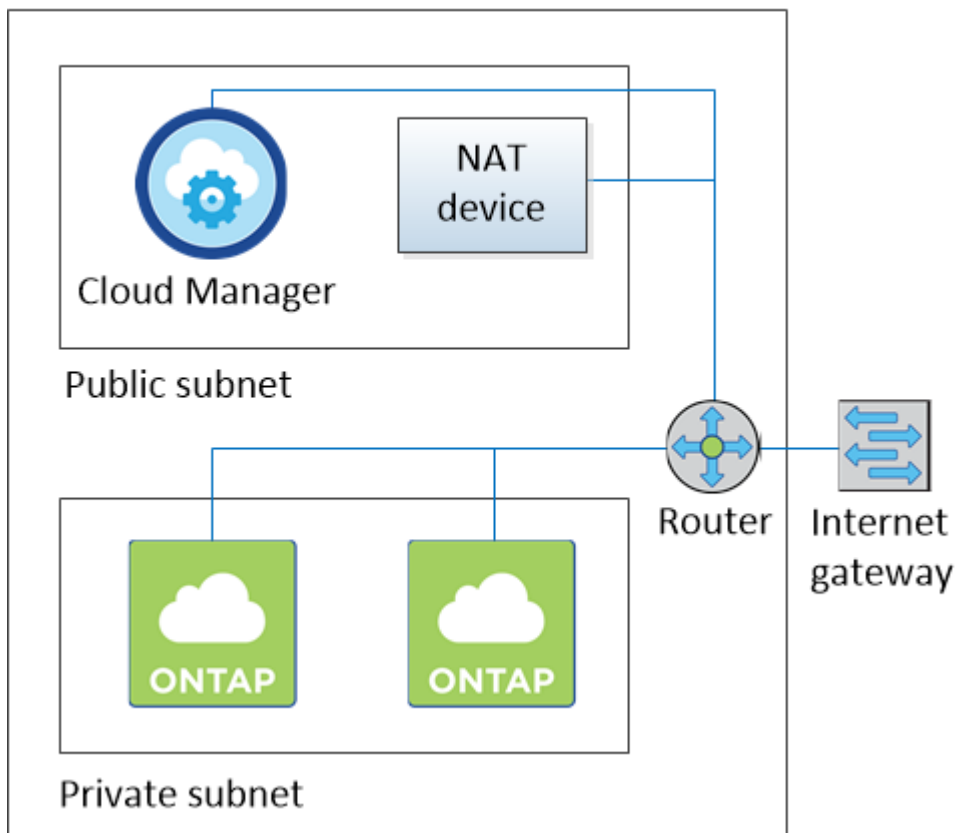 NAT
device
Cloud Manager
Public subnet
Router
Internet
gateway
ONTAP
ONTAP
Private subnet